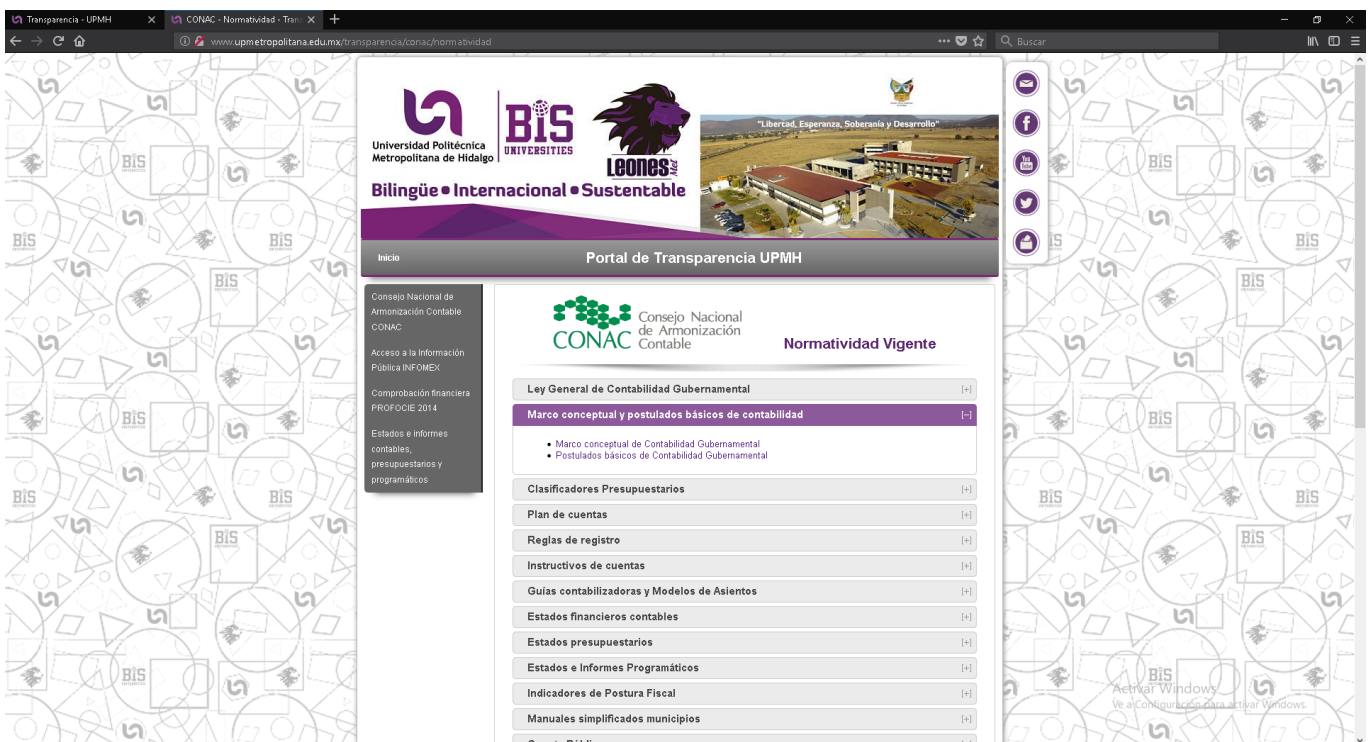 Transparencia - UPMH
CONAC - Normatividad - Trans
www.upmetropolitana.edu.mx/transparencia/conac/normatividad
Buscar
Universidad Politécnica
Metropolitana de Hidalgo
BIS
UNIVERSITIES
LEONES
"Libertad, Esperanza, Soberanía y Desarrollo"
Bilingüe • Internacional • Sustentable
Inicio
Portal de Transparencia UPMH
Consejo Nacional de
Armonización Contable
CONAC
Acceso a la Información
Pública INFOMEX
Comprobación financiera
PROFOCIE 2014
Estados e informes
contables,
presupuestarios y
programáticos
CONAC
Consejo Nacional
de Armonización
Contable
Normatividad Vigente
Ley General de Contabilidad Gubernamental [+]
Marco conceptual y postulados básicos de contabilidad [–]
• Marco conceptual de Contabilidad Gubernamental
• Postulados básicos de Contabilidad Gubernamental
Clasificadores Presupuestarios [+]
Plan de cuentas [+]
Reglas de registro [+]
Instructivos de cuentas [+]
Guías contabilizadoras y Modelos de Asientos [+]
Estados financieros contables [+]
Estados presupuestarios [+]
Estados e Informes Programáticos [+]
Indicadores de Postura Fiscal [+]
Manuales simplificados municipios [+]
You
Tube
BIS
Activar Windows
Ve a Configuración para activar Windows.